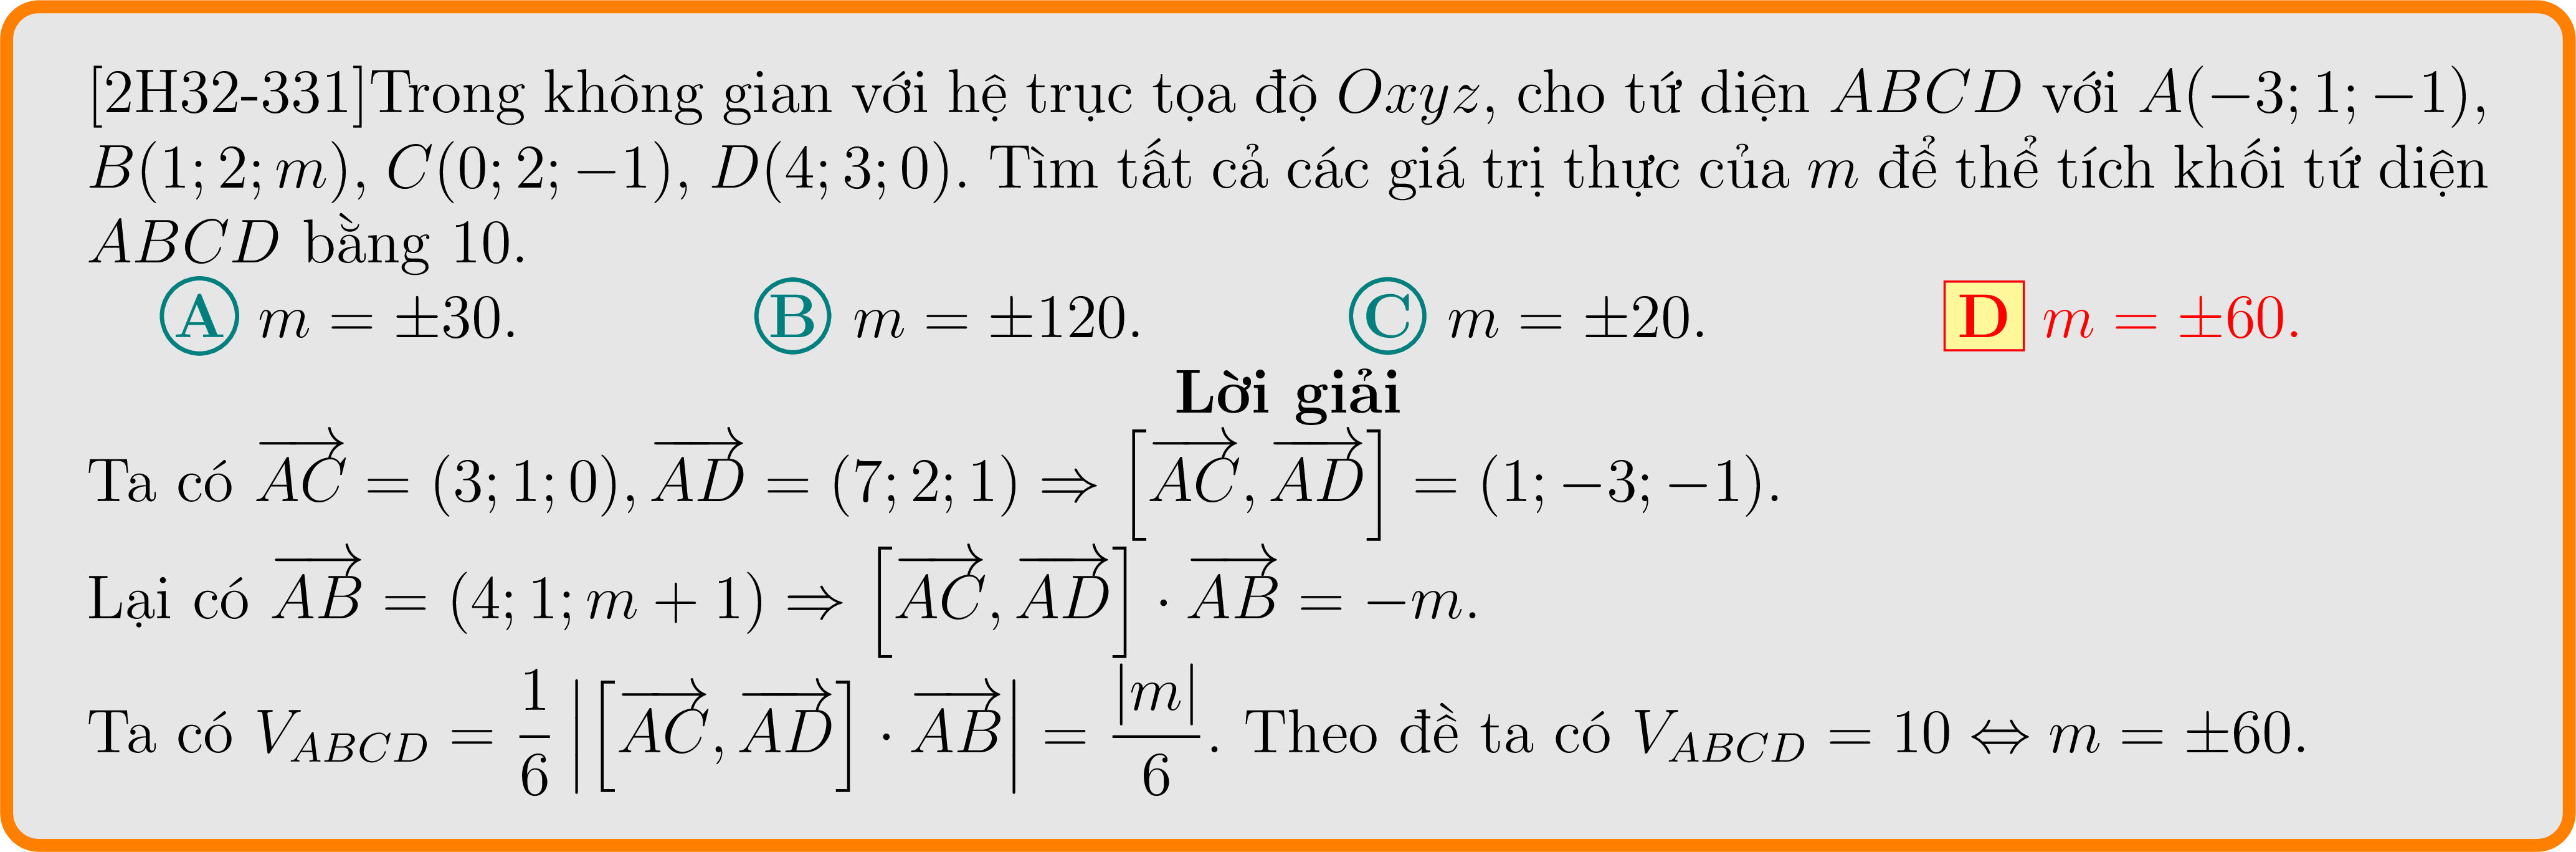 [2H32-331]Trong không gian với hệ trục tọa độ $Oxyz$, cho tứ diện $ABCD$ với $A(-3; 1; -1)$,
$B(1; 2; m)$, $C(0; 2; -1)$, $D(4; 3; 0)$. Tìm tất cả các giá trị thực của $m$ để thể tích khối tứ diện
$ABCD$ bằng 10.
A $m = \pm 30$. B $m = \pm 120$. C $m = \pm 20$. D $m = \pm 60$.
Lời giải
Ta có $\overrightarrow{AC} = (3; 1; 0), \overrightarrow{AD} = (7; 2; 1) \Rightarrow \left[\overrightarrow{AC}, \overrightarrow{AD}\right] = (1; -3; -1)$.
Lại có $\overrightarrow{AB} = (4; 1; m + 1) \Rightarrow \left[\overrightarrow{AC}, \overrightarrow{AD}\right] \cdot \overrightarrow{AB} = -m$.
Ta có $V_{ABCD} = \frac{1}{6} \left|\left[\overrightarrow{AC}, \overrightarrow{AD}\right] \cdot \overrightarrow{AB}\right| = \frac{|m|}{6}$. Theo đề ta có $V_{ABCD} = 10 \Leftrightarrow m = \pm 60$.